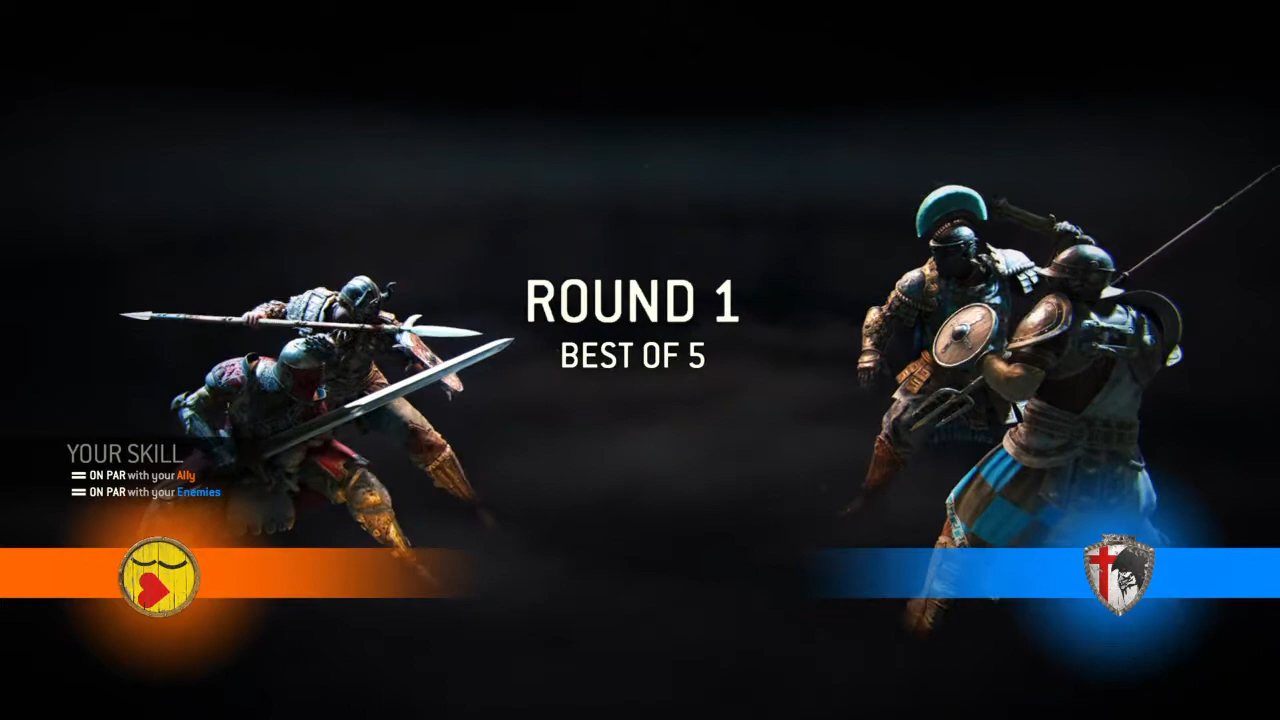 ROUND 1
BEST OF 5
YOUR SKILL
ON PAR with your Ally
ON PAR with your Enemies